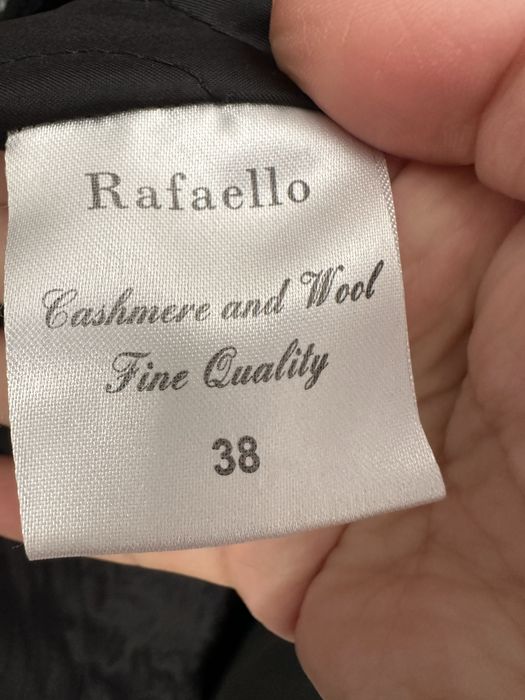 Rafaello
Cashmere and Wool
Fine Quality
38